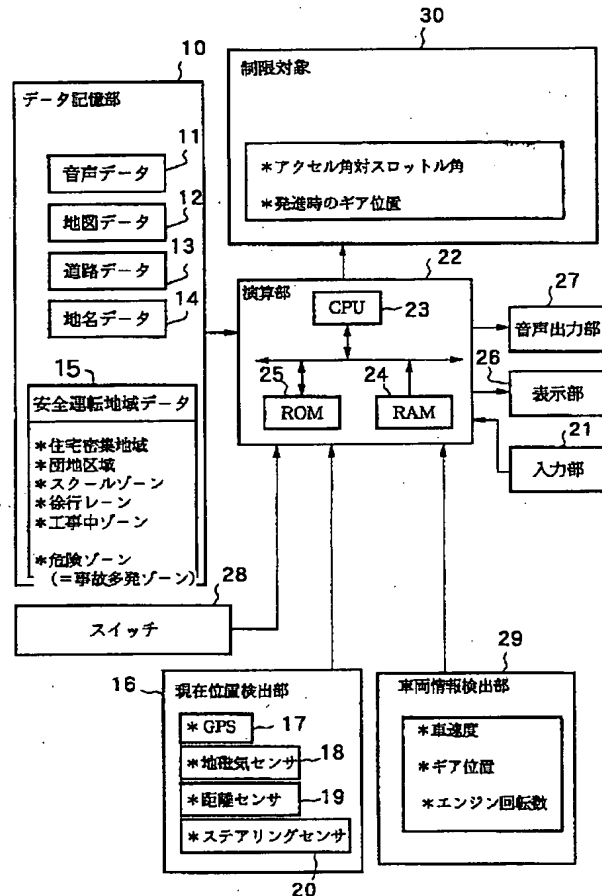 30
制限対象
＊アクセル角対スロットル角
＊発進時のギア位置
10
データ記憶部
11
音声データ
12
地図データ
13
道路データ
14
地名データ
15
安全運転地域データ
＊住宅密集地域
＊団地区域
＊スクールゾーン
＊徐行レーン
＊工事中ゾーン
＊危険ゾーン
(=事故多発ゾーン)
22
演算部
CPU
23
25
ROM
24
RAM
27
音声出力部
26
表示部
21
入力部
28
スイッチ
16
現在位置検出部
＊GPS
17
＊地磁気センサ
18
＊距離センサ
19
＊ステアリングセンサ
20
29
車両情報検出部
＊車速度
＊ギア位置
＊エンジン回転数